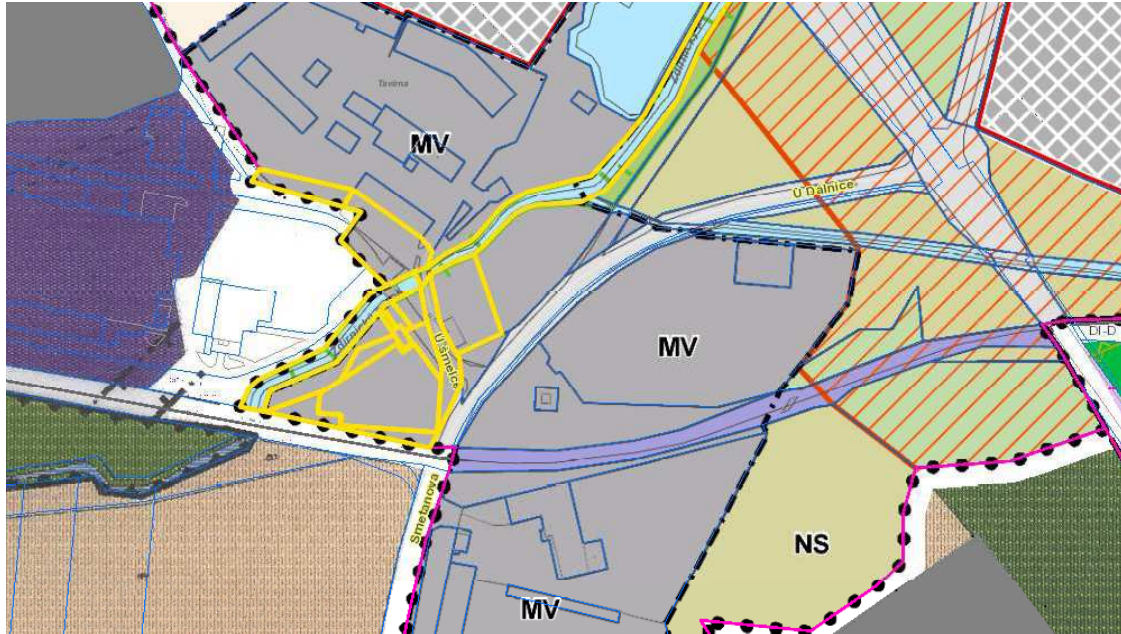 Tavírna
MV
U Dálnice
MV
DI-D
U šmelce
Smetanova
NS
MV